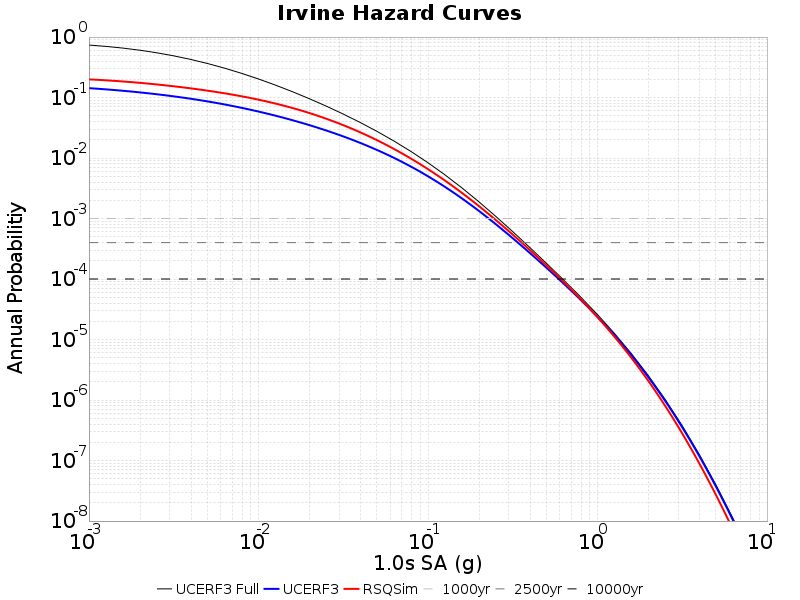 Irvine Hazard Curves
10^0
10^-1
10^-2
10^-3
10^-4
10^-5
10^-6
10^-7
10^-8
Annual Probabilitiy
10^-3 10^-2 10^-1 10^0 10^1
1.0s SA (g)
UCERF3 Full UCERF3 RSQSim 1000yr 2500yr 10000yr